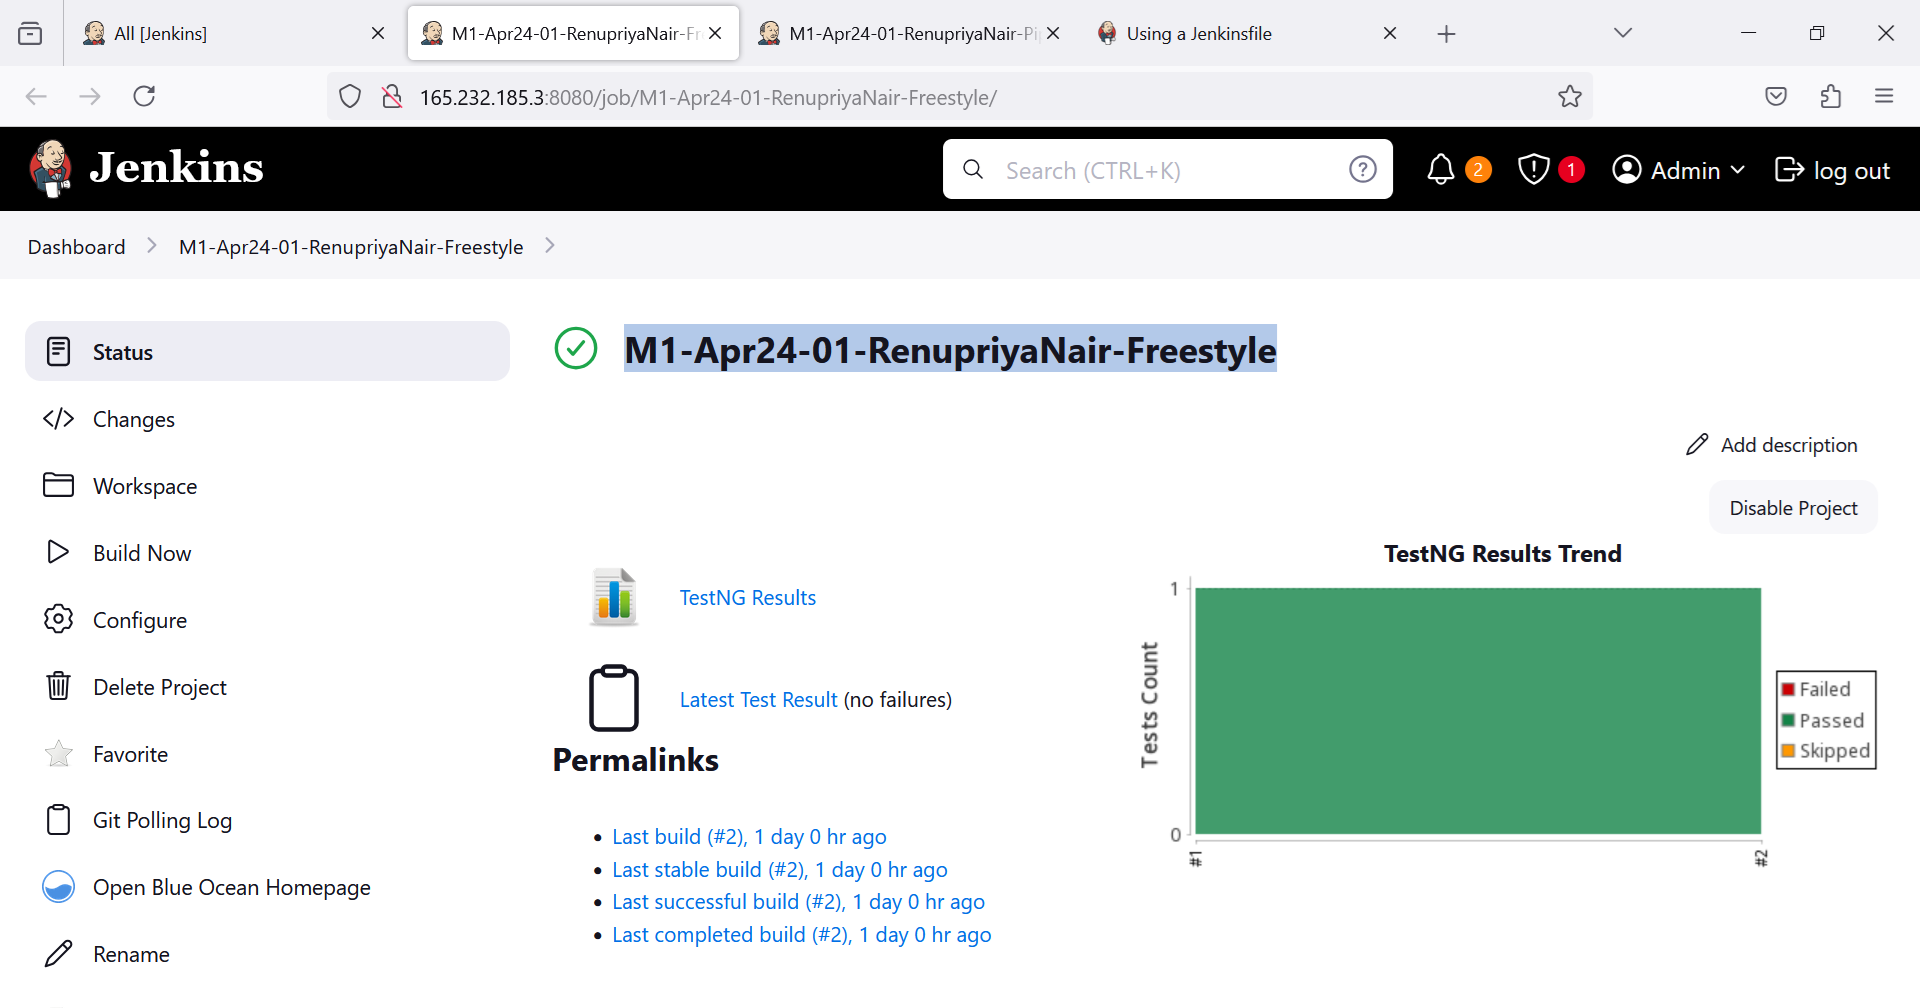 All [Jenkins]
M1-Apr24-01-RenupriyaNair-Fr
M1-Apr24-01-RenupriyaNair-Pi
Using a Jenkinsfile
165.232.185.3:8080/job/M1-Apr24-01-RenupriyaNair-Freestyle/
Jenkins
Search (CTRL+K)
2
1
Admin
log out
Dashboard
M1-Apr24-01-RenupriyaNair-Freestyle
Status
Changes
Workspace
Build Now
Configure
Delete Project
Favorite
Git Polling Log
Open Blue Ocean Homepage
Rename
M1-Apr24-01-RenupriyaNair-Freestyle
Add description
Disable Project
TestNG Results
Latest Test Result (no failures)
Permalinks
Last build (#2), 1 day 0 hr ago
Last stable build (#2), 1 day 0 hr ago
Last successful build (#2), 1 day 0 hr ago
Last completed build (#2), 1 day 0 hr ago
TestNG Results Trend
1
Tests Count
0
#1
#2
Failed
Passed
Skipped